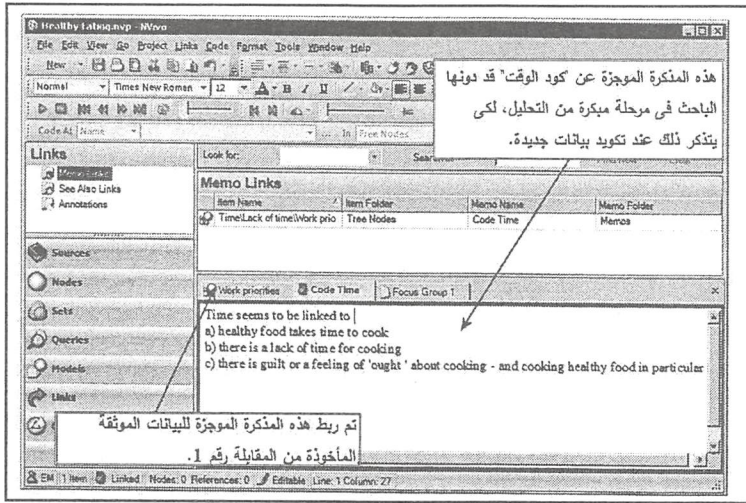 Healthy Eating.nvp - NVivo
File Edit View Go Project Links Code Format Tools Window Help
New
Normal Times New Roman 12 A B I U
Code At Name In Free Nodes
هذه المذكرة الموجزة عن "كود الوقت" قد دونها
الباحث فى مرحلة مبكرة من التحليل، لكى
يتذكر ذلك عند تكويد بيانات جديدة.
Links
Memo Links
See Also Links
Annotations
Sources
Nodes
Sets
Queries
Models
Links
Look for:
Memo Links
Item Name Item Folder Memo Name Memo Folder
Time\Lack of time\Work prio Tree Nodes Code Time Memos
Work priorities Code Time Focus Group 1
Time seems to be linked to
a) healthy food takes time to cook
b) there is a lack of time for cooking
c) there is guilt or a feeling of 'ought ' about cooking - and cooking healthy food in particular
تم ربط هذه المذكرة الموجزة للبيانات الموثقة
المأخوذة من المقابلة رقم 1.
EM 1 Item Linked Nodes: 0 References: 0 Editable Line: 1 Column: 27